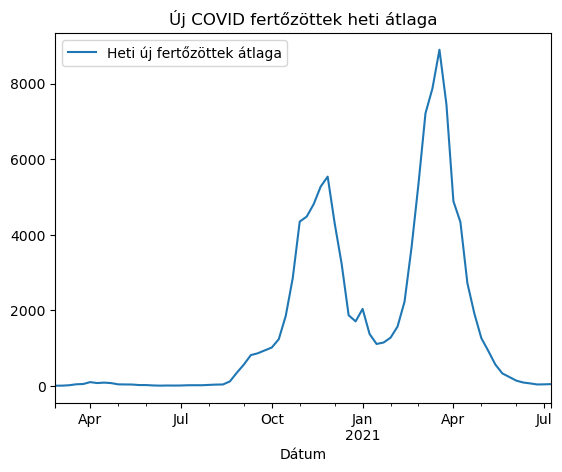 Új COVID fertőzöttek heti átlaga
Heti új fertőzöttek átlaga
8000
6000
4000
2000
0
Apr Jul Oct Jan Apr Jul
2021
Dátum